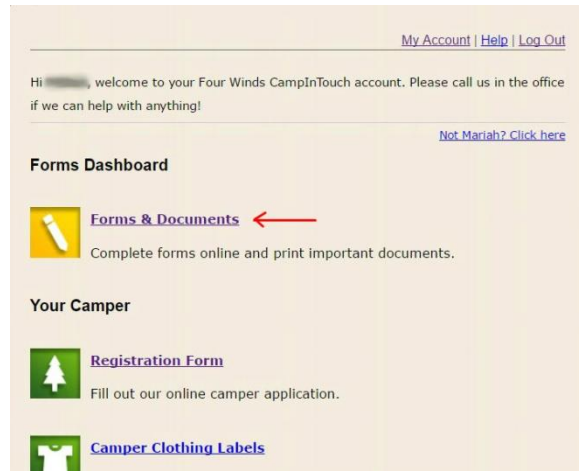 My Account | Help | Log Out
Hi , welcome to your Four Winds CampInTouch account. Please call us in the office
if we can help with anything!
Not Mariah? Click here
Forms Dashboard
Forms & Documents
Complete forms online and print important documents.
Your Camper
Registration Form
Fill out our online camper application.
Camper Clothing Labels